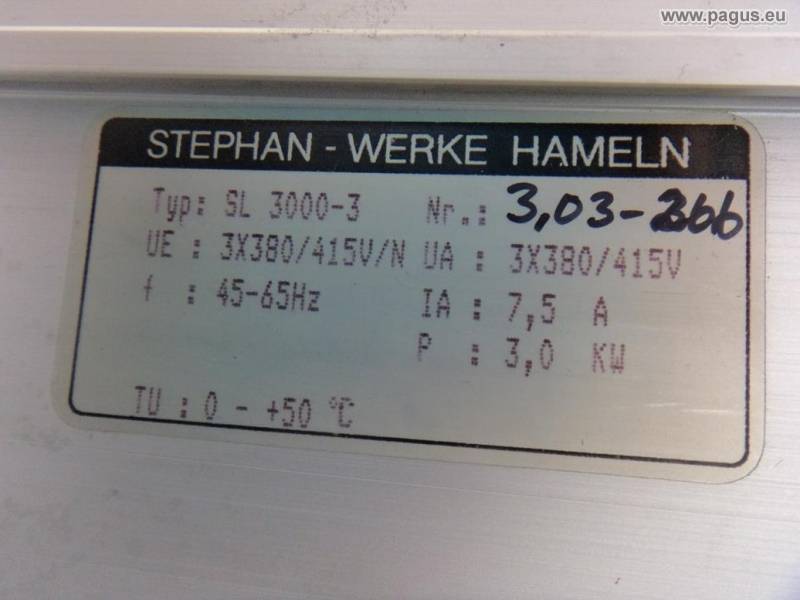 www.pagus.eu
STEPHAN - WERKE HAMELN
Typ: SL 3000-3 Nr.: 3,03-266
UE : 3X380/415V/N UA : 3X380/415V
f : 45-65Hz IA : 7,5 A
P : 3,0 KW
TU : 0 - +50 °C